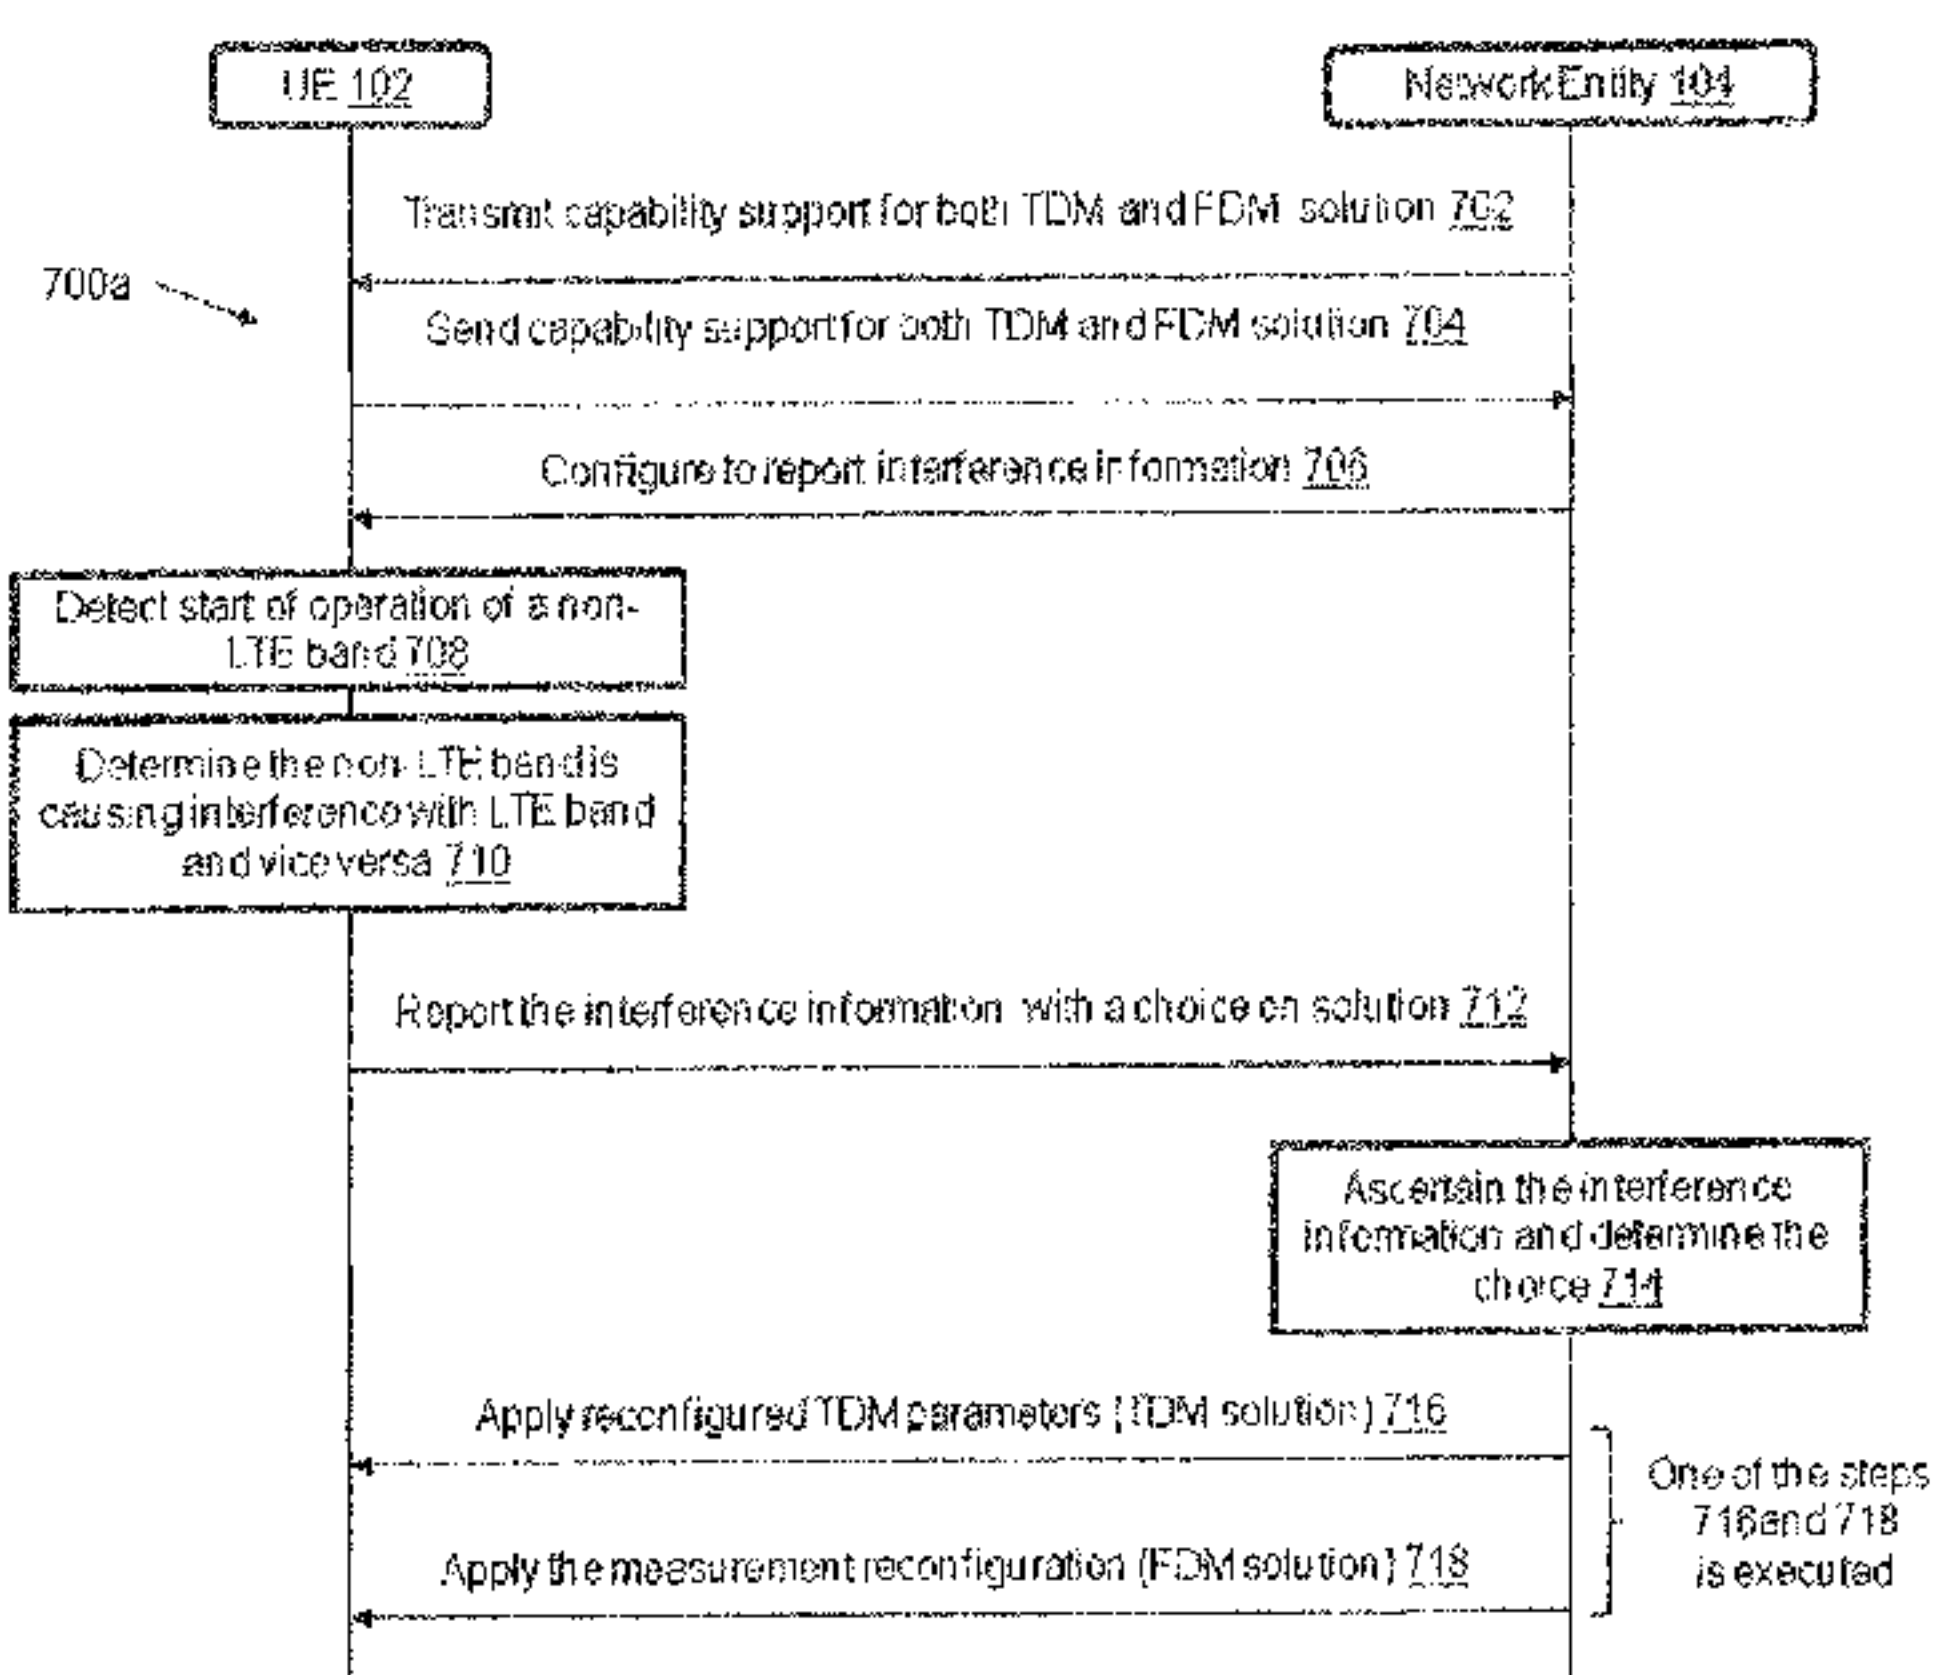 UE 102
Network Entity 104
Transmit capability support for both TDM and FDM solution 702
700a
Send capability support for both TDM and FDM solution 704
Configure to report interference information 706
Detect start of operation of a non-
LTE band 708
Determine the non-LTE band is
causing interference with LTE band
and vice versa 710
Report the interference information with a choice on solution 712
Ascertain the interference
information and determine the
choice 714
Apply reconfigured TDM parameters (TDM solution) 716
One of the steps
716 and 718
is executed
Apply the measurement reconfiguration (FDM solution) 718